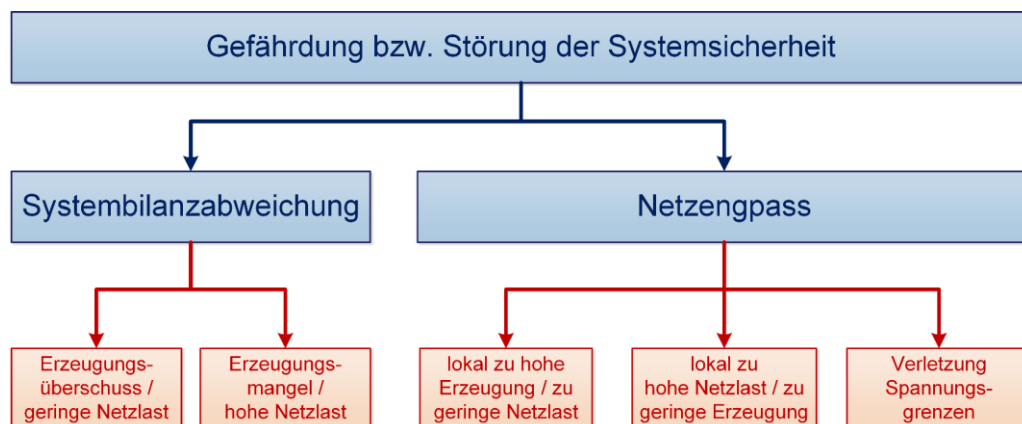 Gefährdung bzw. Störung der Systemsicherheit
Systembilanzabweichung
Netzengpass
Erzeugungs-
überschuss /
geringe Netzlast
Erzeugungs-
mangel /
hohe Netzlast
lokal zu hohe
Erzeugung / zu
geringe Netzlast
lokal zu
hohe Netzlast / zu
geringe Erzeugung
Verletzung
Spannungs-
grenzen